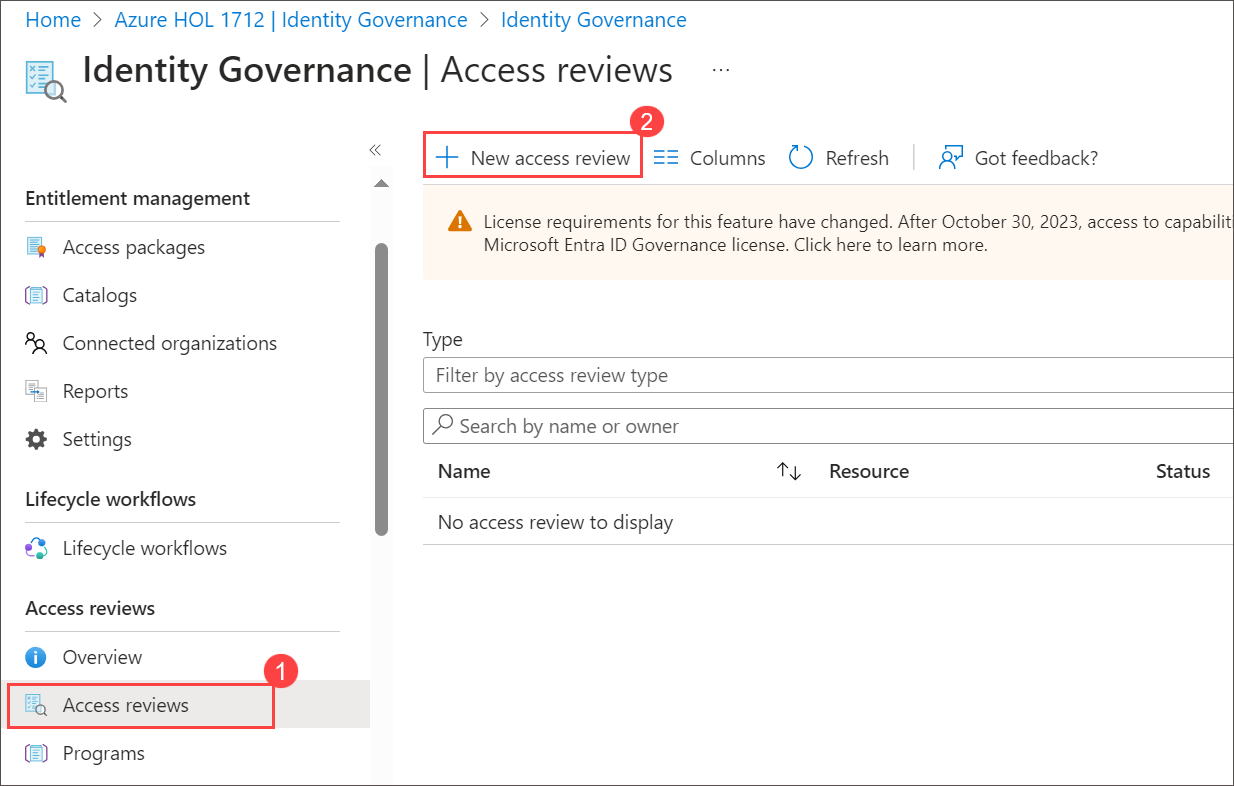 Home > Azure HOL 1712 | Identity Governance > Identity Governance
Identity Governance | Access reviews ...
«
Entitlement management
Access packages
Catalogs
Connected organizations
Reports
Settings
Lifecycle workflows
Lifecycle workflows
Access reviews
Overview
1
Access reviews
Programs
2
New access review
Columns
Refresh
Got feedback?
License requirements for this feature have changed. After October 30, 2023, access to
Microsoft Entra ID Governance license. Click here to learn more.
Type
Filter by access review type
Search by name or owner
Name Resource Status
No access review to display